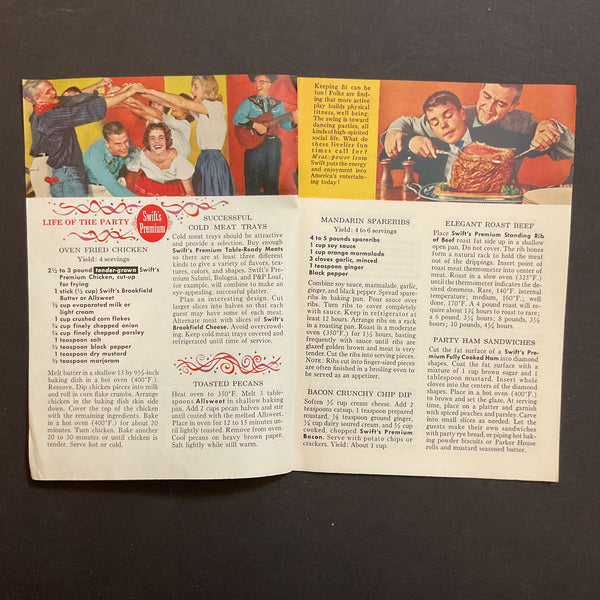 Keeping fit can be
fun! Folks are find-
ing that more active
play builds physical
fitness, well being.
The swing is toward
dancing parties, all
kinds of high-spirited
social life. What do
these livelier fun
times call for?
Meat-power from
Swift puts the energy
and enjoyment into
America's entertain-
ing today!
LIFE OF THE PARTY
Swift's
Premium
OVEN FRIED CHICKEN
Yield: 4 servings
2½ to 3 pound tender-grown Swift's
Premium Chicken, cut-up
for frying
1 stick (½ cup) Swift's Brookfield
Butter or Allsweet
½ cup evaporated milk or
light cream
1 cup crushed corn flakes
¼ cup finely chopped onion
¼ cup finely chopped parsley
1 teaspoon salt
½ teaspoon black pepper
1 teaspoon dry mustard
½ teaspoon marjoram
Melt butter in a shallow 13 by 9½-inch
baking dish in a hot oven (400°F.).
Remove. Dip chicken pieces into milk
and roll in corn flake crumbs. Arrange
chicken in the baking dish skin side
down. Cover the top of the chicken
with the remaining ingredients. Bake
in a hot oven (400°F.) for about 20
minutes. Turn chicken. Bake another
20 to 30 minutes or until chicken is
tender. Serve hot or cold.
SUCCESSFUL
COLD MEAT TRAYS
Cold meat trays should be attractive
and provide a selection. Buy enough
Swift's Premium Table-Ready Meats
so there are at least three different
kinds to give a variety of flavors, tex-
tures, colors, and shapes. Swift's Pre-
mium Salami, Bologna, and P&P Loaf,
for example, will combine to make an
eye-appealing, successful platter.
Plan an interesting design. Cut
larger slices into halves so that each
guest may have some of each meat.
Alternate meat with slices of Swift's
Brookfield Cheese. Avoid overcrowd-
ing. Keep cold meat trays covered and
refrigerated until time of service.
TOASTED PECANS
Heat oven to 350°F. Melt 3 table-
spoons Allsweet in a shallow baking
pan. Add 2 cups pecan halves and stir
until coated with the melted Allsweet.
Place in oven for 12 to 15 minutes or
until lightly toasted. Remove from oven.
Cool pecans on heavy brown paper.
Salt lightly while still warm.
MANDARIN SPARERIBS
Yield: 4 to 6 servings
4 to 5 pounds spareribs
1 cup soy sauce
1 cup orange marmalade
3 cloves garlic, minced
1 teaspoon ginger
Black pepper
Combine soy sauce, marmalade, garlic,
ginger, and black pepper. Spread spare-
ribs in baking pan. Pour sauce over
ribs. Turn to cover ribs completely
with sauce. Keep in refrigerator at
least 12 hours. Arrange ribs on a rack
in a roasting pan. Roast in a moderate
oven (350°F.) for 1½ hours, basting
frequently with sauce until ribs are
glazed golden brown and meat is very
tender. Cut the ribs into serving pieces.
NOTE: Ribs cut into finger-sized pieces
are often finished in a broiling oven to
be served as an appetizer.
BACON CRUNCHY CHIP DIP
Soften ½ cup cream cheese. Add 2
teaspoons catsup, 1 teaspoon prepared
mustard, ½ teaspoon ground ginger,
¼ cup dairy soured cream, and ½ cup
cooked, chopped Swift's Premium
Bacon. Serve with potato chips or
crackers. Yield: About 1 cup.
ELEGANT ROAST BEEF
Place Swift's Premium Standing Rib
of Beef roast fat side up in a shallow
open pan. Do not cover. The rib bones
form a natural rack to hold the meat
out of the drippings. Insert point of
roast meat thermometer into center of
meat. Roast in a slow oven (325°F.)
until the thermometer indicates the de-
sired doneness. Rare, 140°F. internal
temperature; medium, 160°F.; well
done, 170°F. A 4 pound roast will re-
quire about 1¾ hours to roast to rare;
a 6 pound, 3¼ hours; 8 pounds, 3½
hours; 10 pounds, 4½ hours.
PARTY HAM SANDWICHES
Cut fat surface of a Swift's Pre-
mium Fully Cooked Ham into diamond
shapes. Coat the fat surface with a
mixture of 1 cup brown sugar and 1
tablespoon mustard. Insert whole
cloves into the centers of the diamond
shapes. Place in a hot oven (400°F.)
to brown and set the glaze. At serving
time, place on a platter and garnish
with spiced peaches and parsley. Carve
into small slices as needed. Let the
guests make their own sandwiches
with party rye bread, or piping hot bak-
ing powder biscuits or Parker House
rolls and mustard seasoned butter.